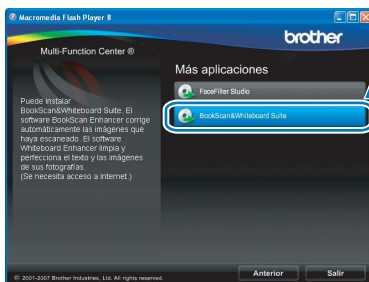 Macromedia Flash Player 8
brother
Multi-Function Center ®
Más aplicaciones
FaceFilter Studio
BookScan&Whiteboard Suite
Puede instalar
BookScan&Whiteboard Suite. El
software BookScan Enhancer corrige
automáticamente las imágenes que
haya escaneado. El software
Whiteboard Enhancer limpia y
perfecciona el texto y las imágenes
de sus fotografías.
(Se necesita acceso a Internet.)
Anterior
Salir
© 2001-2007 Brother Industries, Ltd. All rights reserved.